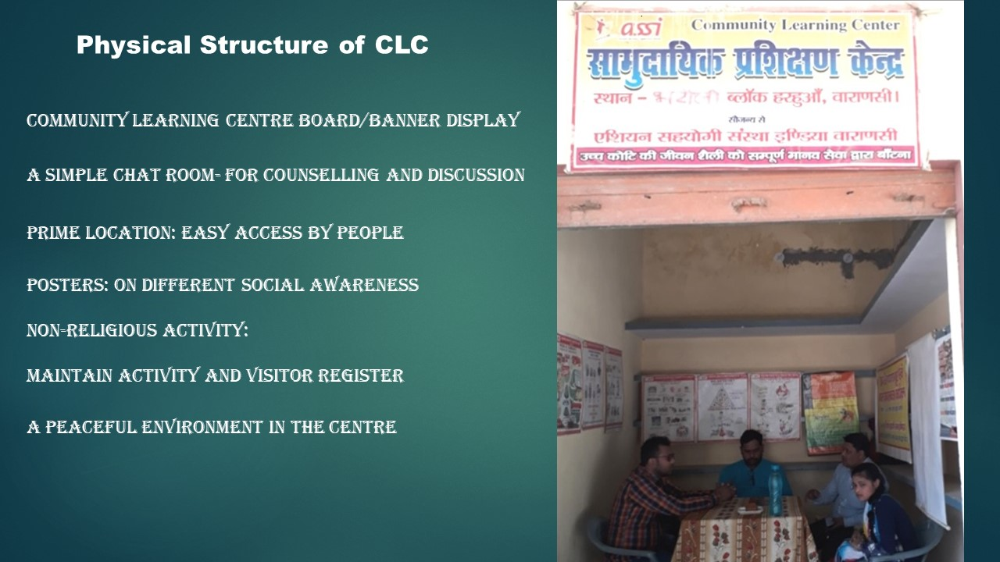 Physical Structure of CLC
COMMUNITY LEARNING CENTRE BOARD/BANNER DISPLAY
A SIMPLE CHAT ROOM- FOR COUNSELLING AND DISCUSSION
PRIME LOCATION: EASY ACCESS BY PEOPLE
POSTERS: ON DIFFERENT SOCIAL AWARENESS
NON-RELIGIOUS ACTIVITY:
MAINTAIN ACTIVITY AND VISITOR REGISTER
A PEACEFUL ENVIRONMENT IN THE CENTRE
assi Community Learning Center
सामुदायिक प्रशिक्षण केन्द्र
स्थान - ब्लॉक हरहुआँ, वाराणसी।
सौजन्य से
एशियन सहयोगी संस्था इण्डिया वाराणसी
उच्च कोटि की जीवन शैली को सम्पूर्ण मानव सेवा द्वारा बाँटना